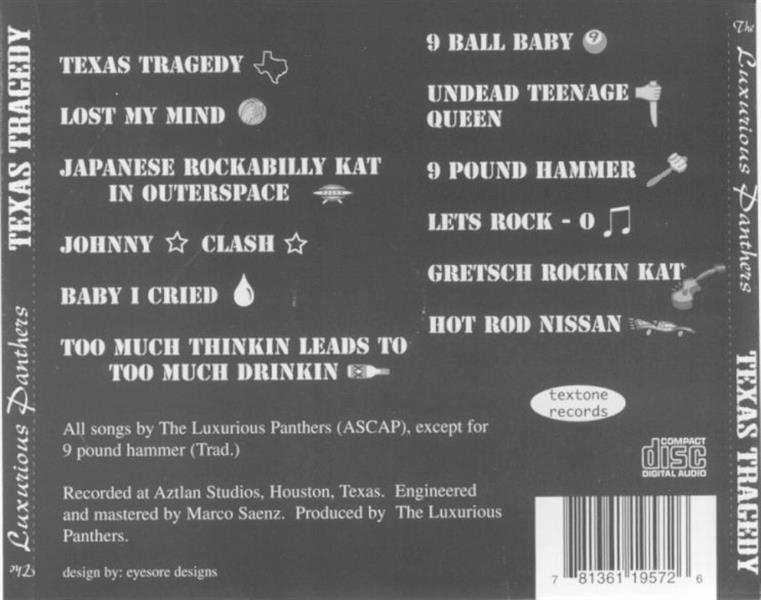 TEXAS TRAGEDY
The Luxurious Panthers
TEXAS TRAGEDY
LOST MY MIND
JAPANESE ROCKABILLY KAT
IN OUTERSPACE
JOHNNY CLASH
BABY I CRIED
TOO MUCH THINKIN LEADS TO
TOO MUCH DRINKIN
9 BALL BABY 9
UNDEAD TEENAGE
QUEEN
9 POUND HAMMER
LETS ROCK - O
GRETSCH ROCKIN KAT
HOT ROD NISSAN
textone
records
All songs by The Luxurious Panthers (ASCAP), except for
9 pound hammer (Trad.)
Recorded at Aztlan Studios, Houston, Texas. Engineered
and mastered by Marco Saenz. Produced by The Luxurious
Panthers.
design by: eyesore designs
COMPACT
disc
DIGITAL AUDIO
7 81361 19572 6
The Luxurious Panthers
TEXAS TRAGEDY